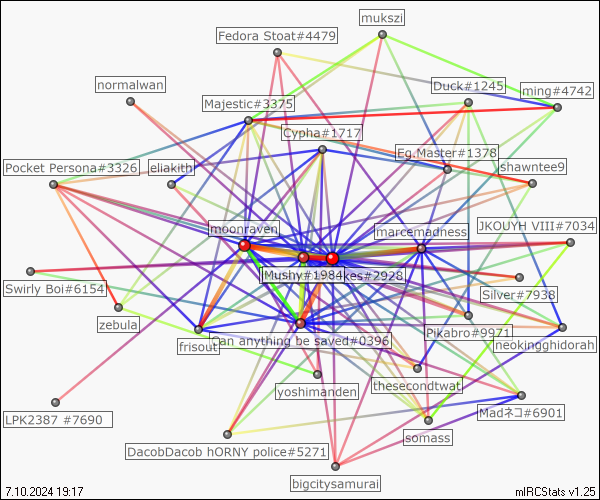 mukszi
Fedora Stoat#4479
normalwan
Duck#1245
ming#4742
Majestic#3375
Cypha#1717
Eg.Master#1378
Pocket Persona#3326
eliakith
shawntee9
moonraven
marcemadness
JKOUYH VIII#7034
Mushy#1984
kes#2928
Swirly Boi#6154
Silver#7938
zebula
Pikabro#9971
frisout
an anything be saved#0396
neokingghidorah
thesecondtwat
yoshimanden
LPK2387 #7690
Madネコ#6901
somass
DacobDacob hORNY police#5271
bigcitysamurai
7.10.2024 19:17
mIRCStats v1.25